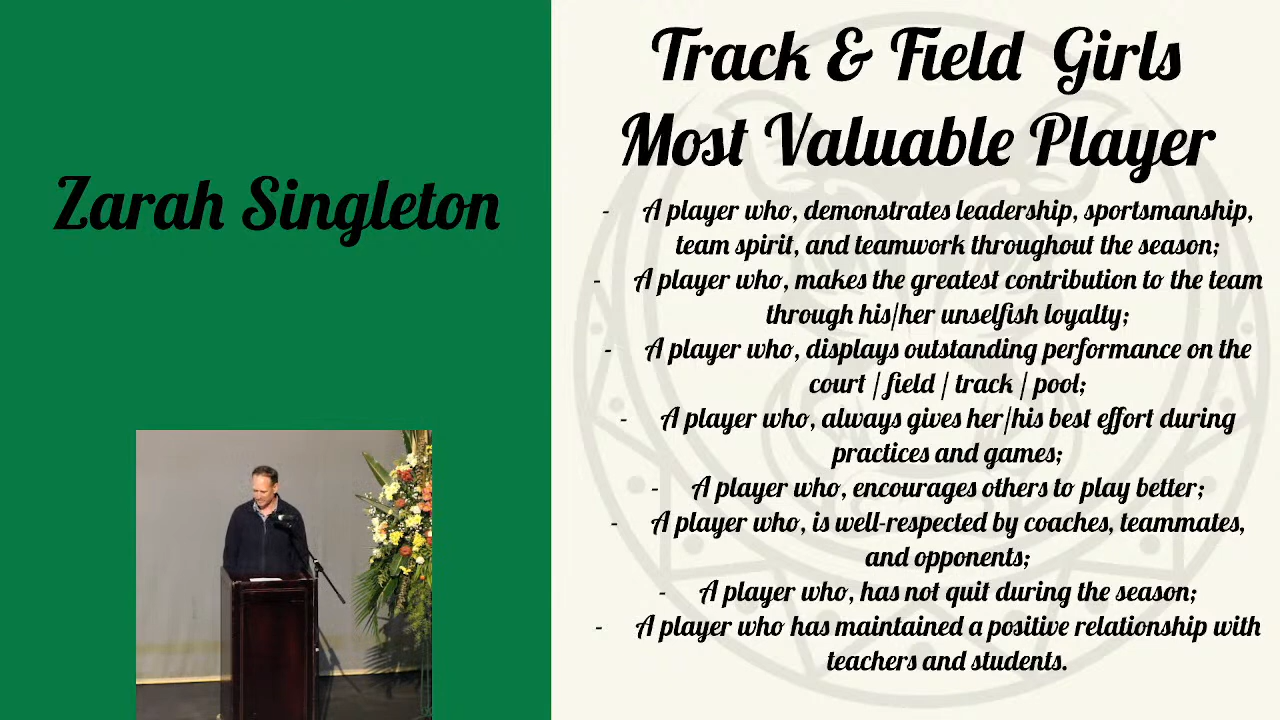 Zarah Singleton
Track & Field Girls
Most Valuable Player
- A player who, demonstrates leadership, sportsmanship,
team spirit, and teamwork throughout the season;
- A player who, makes the greatest contribution to the team
through his/her unselfish loyalty;
- A player who, displays outstanding performance on the
court / field / track / pool;
- A player who, always gives her/his best effort during
practices and games;
- A player who, encourages others to play better;
- A player who, is well-respected by coaches, teammates,
and opponents;
- A player who, has not quit during the season;
- A player who has maintained a positive relationship with
teachers and students.